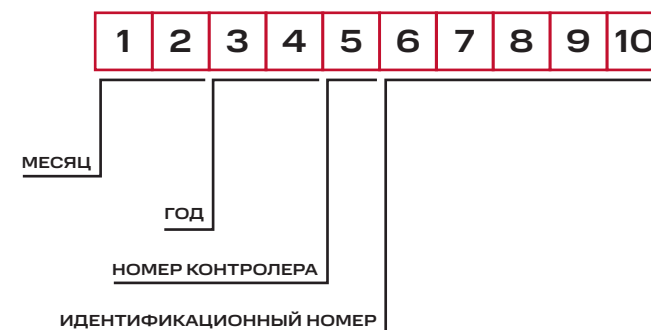 1 2 3 4 5 6 7 8 9 10
МЕСЯЦ
ГОД
НОМЕР КОНТРОЛЕРА
ИДЕНТИФИКАЦИОННЫЙ НОМЕР